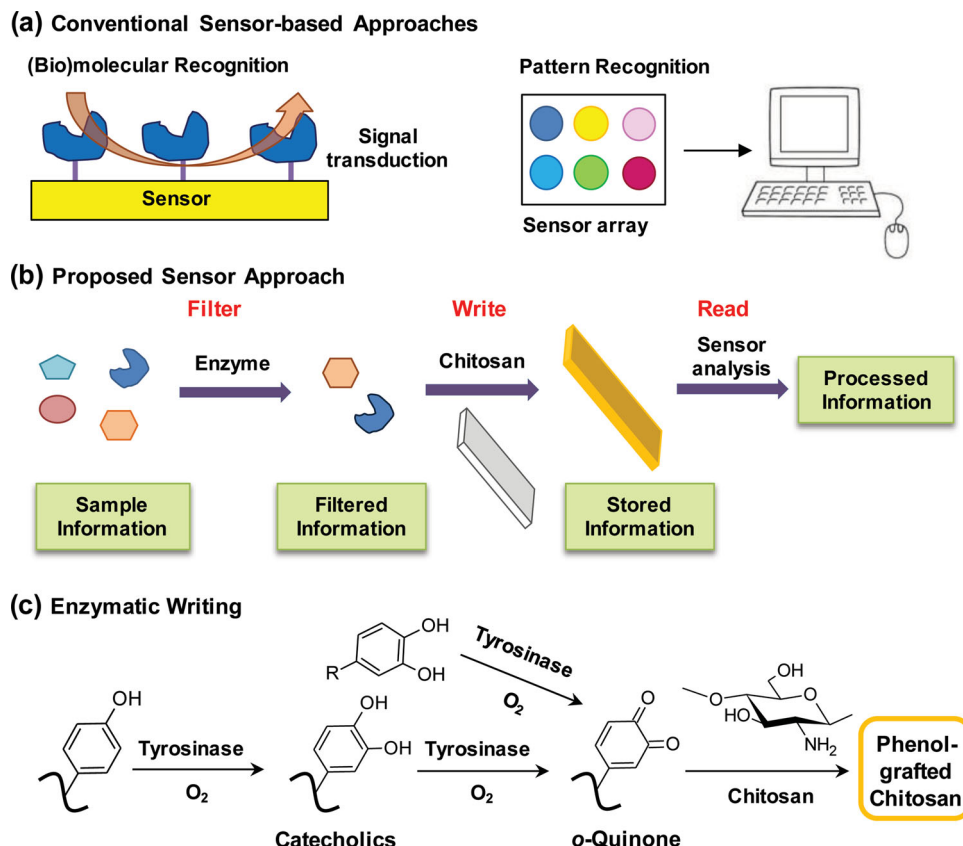 (a) Conventional Sensor-based Approaches
(Bio)molecular Recognition
Signal
transduction
Sensor
Pattern Recognition
Sensor array
(b) Proposed Sensor Approach
Filter
Write
Read
Enzyme
Chitosan
Sensor
analysis
Processed
Information
Sample
Information
Filtered
Information
Stored
Information
(c) Enzymatic Writing
OH
Tyrosinase
O2
R
OH
OH
Tyrosinase
O2
OH
OH
Catecholics
Tyrosinase
O2
O
O
o-Quinone
OH
O
O
HO
NH2
Chitosan
Phenol-
grafted
Chitosan